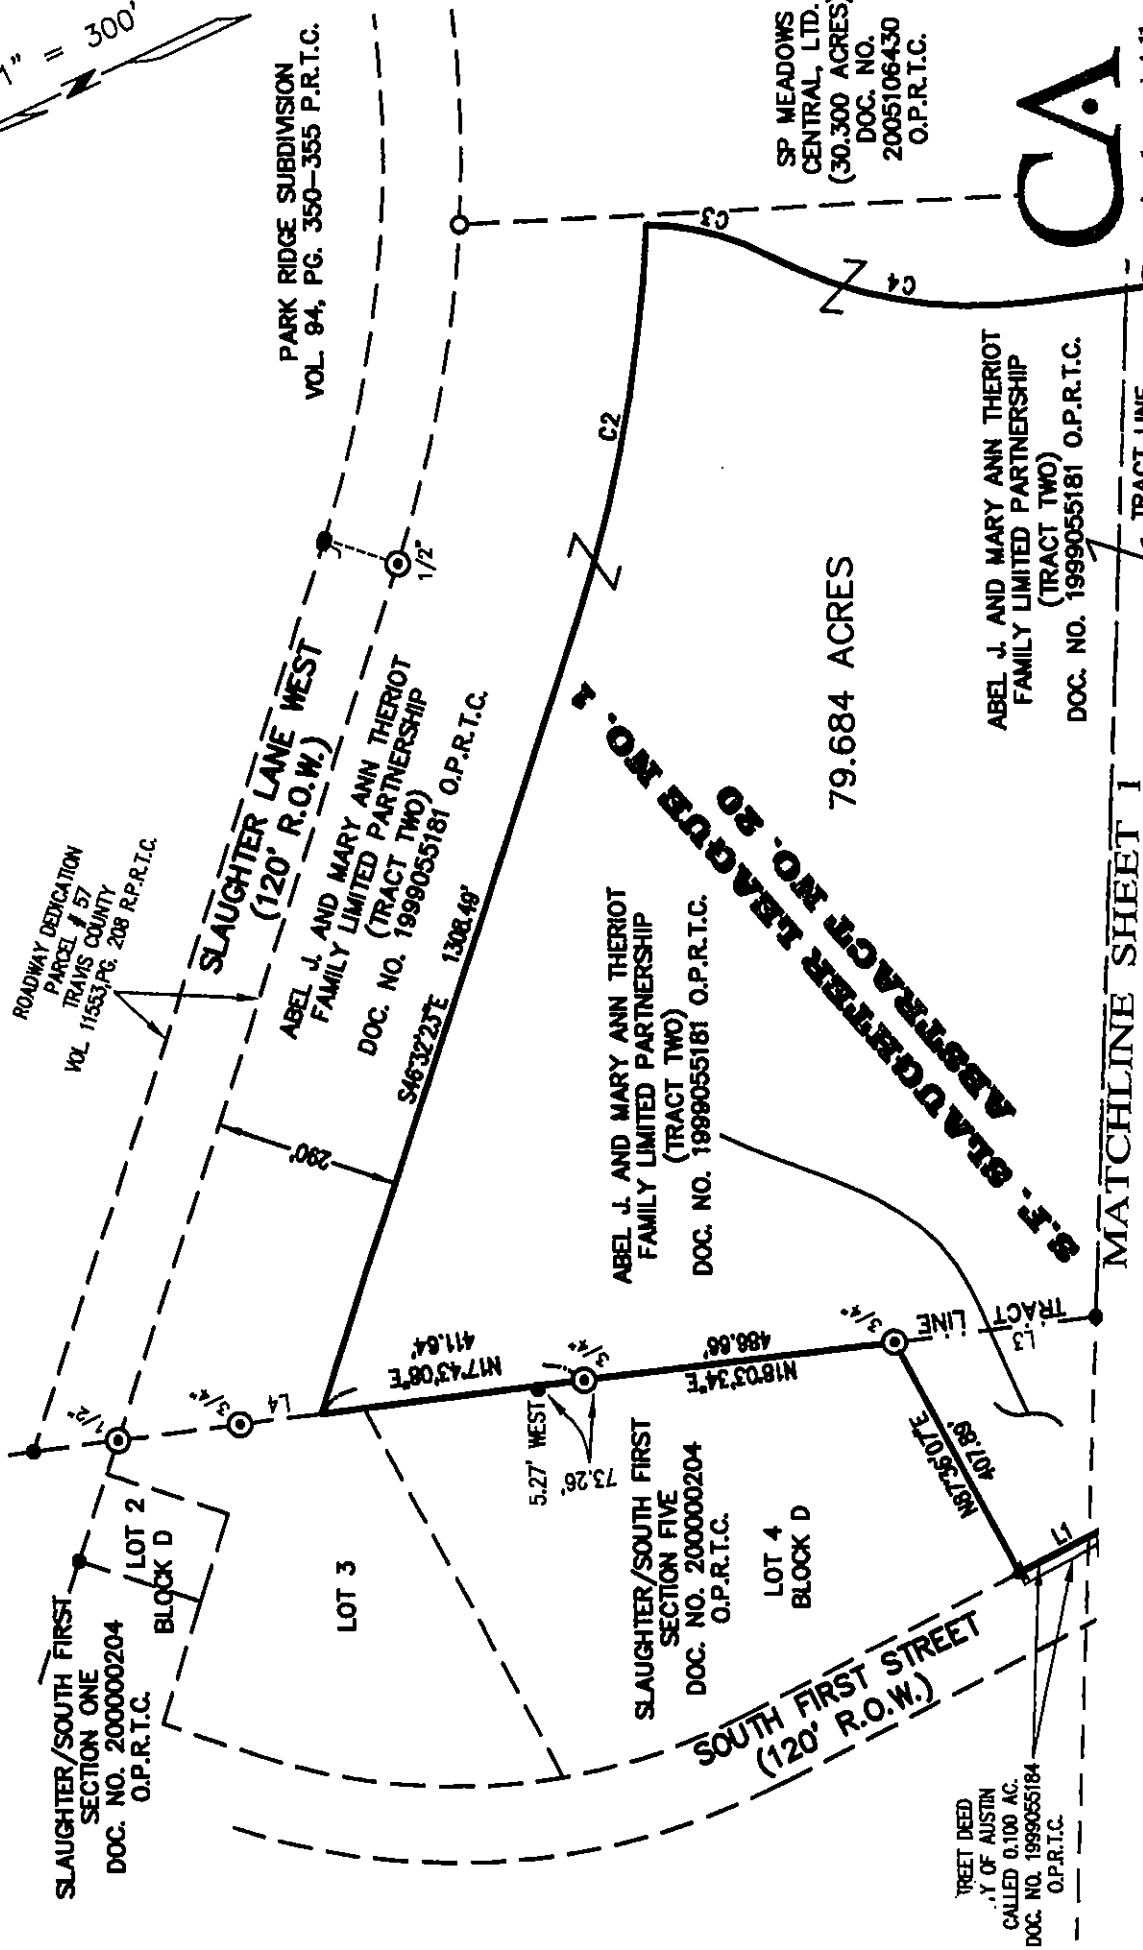 1" = 300'
N
PARK RIDGE SUBDIVISION
VOL. 94, PG. 350-355 P.R.T.C.
SP MEADOWS
CENTRAL, LTD.
(30.300 ACRES)
DOC. NO.
2005106430
O.P.R.T.C.
CA
C3
C4
C2
1/2"
ROADWAY DEDICATION
PARCEL # 57
TRAVIS COUNTY
VOL. 11553,PG. 208 R.P.R.T.C.
SLAUGHTER LANE WEST
(120' R.O.W.)
ABEL J. AND MARY ANN THERIOT
FAMILY LIMITED PARTNERSHIP
(TRACT TWO)
DOC. NO. 1999055181 O.P.R.T.C.
S46°32'23"E
1308.49'
290'
79.684 ACRES
ABEL J. AND MARY ANN THERIOT
FAMILY LIMITED PARTNERSHIP
(TRACT TWO)
DOC. NO. 1999055181 O.P.R.T.C.
TRACT LINE
S.F. SLAUGHTER LEAGUE NO. 1
ABSTRACT NO. 20
ABEL J. AND MARY ANN THERIOT
FAMILY LIMITED PARTNERSHIP
(TRACT TWO)
DOC. NO. 1999055181 O.P.R.T.C.
MATCHLINE SHEET 1
1/2"
3/4"
L4
N17°43'08"E
411.64'
3/4"
5.27' WEST
73.26'
N18°03'34"E
486.66'
3/4"
TRACT LINE
L3
N87°36'07"E
407.89'
L1
SLAUGHTER/SOUTH FIRST
SECTION ONE
DOC. NO. 200000204
O.P.R.T.C.
LOT 2
BLOCK D
LOT 3
SLAUGHTER/SOUTH FIRST
SECTION FIVE
DOC. NO. 200000204
O.P.R.T.C.
LOT 4
BLOCK D
SOUTH FIRST STREET
(120' R.O.W.)
TREET DEED
Y OF AUSTIN
CALLED 0.100 AC.
DOC. NO. 1999055184
O.P.R.T.C.